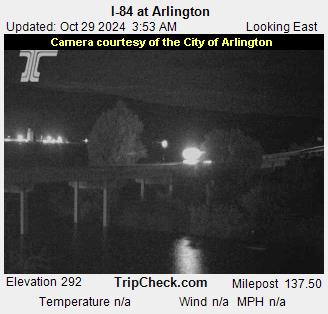 I-84 at Arlington
Updated: Oct 29 2024 3:53 AM Looking East
Camera courtesy of the City of Arlington
Elevation 292 TripCheck.com Milepost 137.50
Temperature n/a Wind n/a MPH n/a